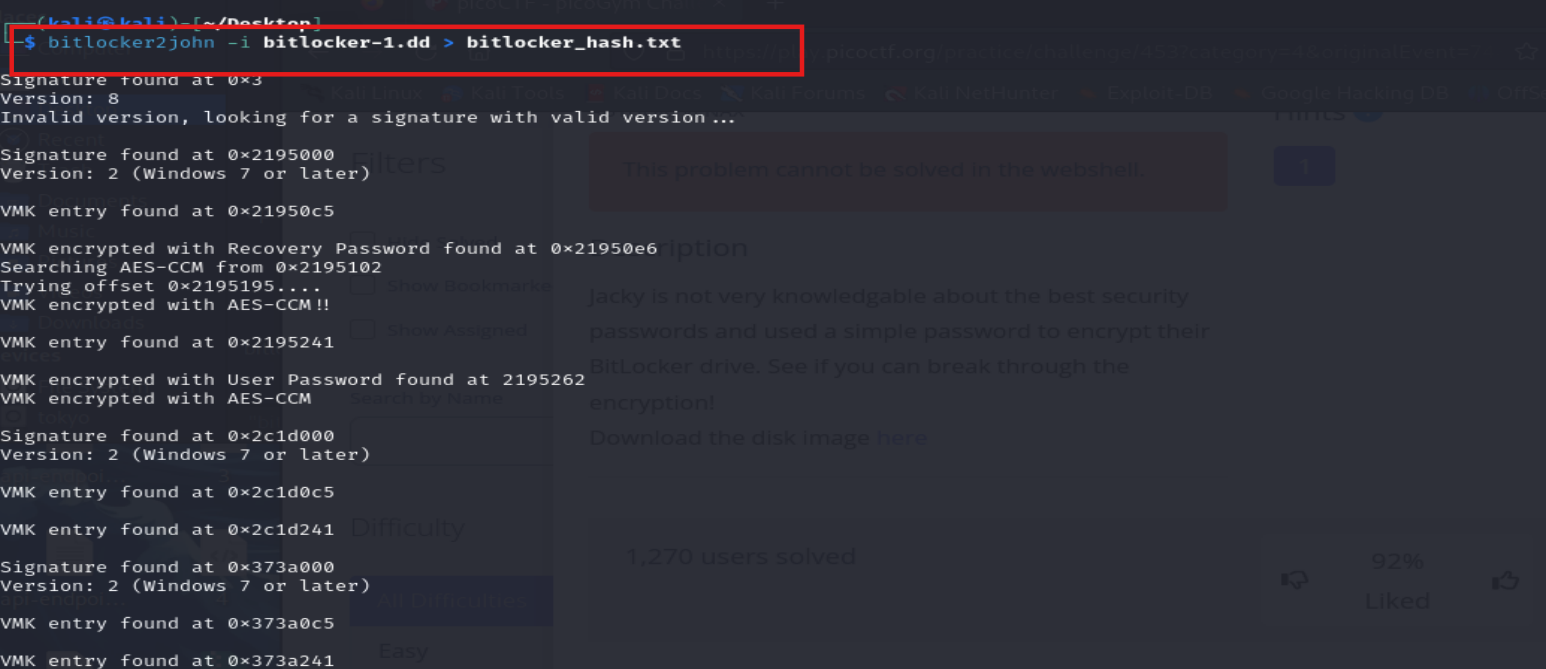 picoCTF - picoGym Chall
(kali㉿kali)-[~/Desktop]
$ bitlocker2john -i bitlocker-1.dd > bitlocker_hash.txt
picoctf.org
Signature found at 0×3
Version: 8
Kali Linux Kali Tools Kali Docs Kali Forums Kali NetHunter Exploit-DB Google Hacking DB OffS
Invalid version, looking for a signature with valid version...
Hints
Recent
Signature found at 0×2195000
Filters
This problem cannot be solved in the webshell.
1
Version: 2 (Windows 7 or later)
Documents
VMK entry found at 0×21950c5
Music
VMK encrypted with Recovery Password found at 0×21950e6
Searching AES-CCM from 0×2195102
Trying offset 0×2195195....
VMK encrypted with AES-CCM!!
Show Bookmarke
Jacky is not very knowledgable about the best security
Downloads
Show Assigned
passwords and used a simple password to encrypt their
VMK entry found at 0×2195241
BitLocker drive. See if you can break through the
VMK encrypted with User Password found at 2195262
VMK encrypted with AES-CCM
Search by Name
encryption!
tokyo
Signature found at 0×2c1d000
Download the disk image here
Version: 2 (Windows 7 or later)
VMK entry found at 0×2c1d0c5
VMK entry found at 0×2c1d241
Difficulty
1,270 users solved
92%
Signature found at 0×373a000
Version: 2 (Windows 7 or later)
All Difficulties
Liked
VMK entry found at 0×373a0c5
Easy
VMK entry found at 0×373a241